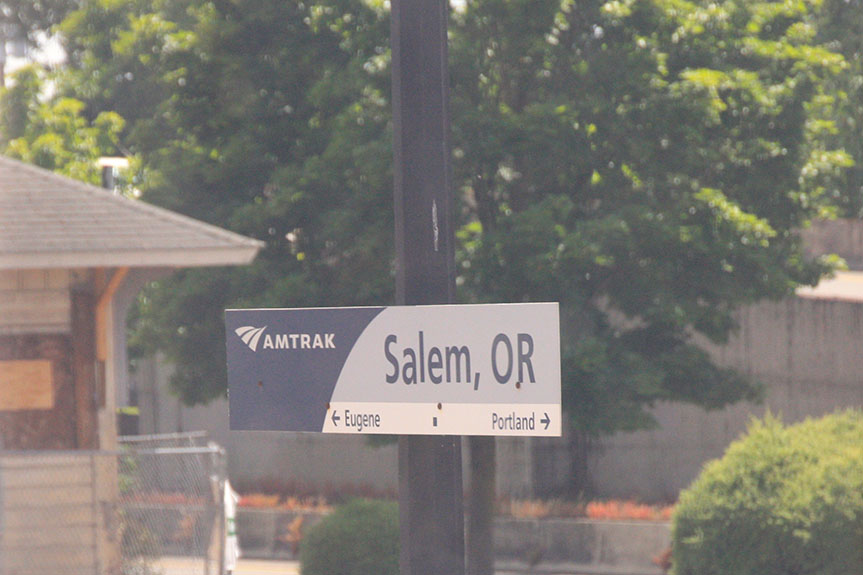 AMTRAK
Salem, OR
← Eugene
Portland →